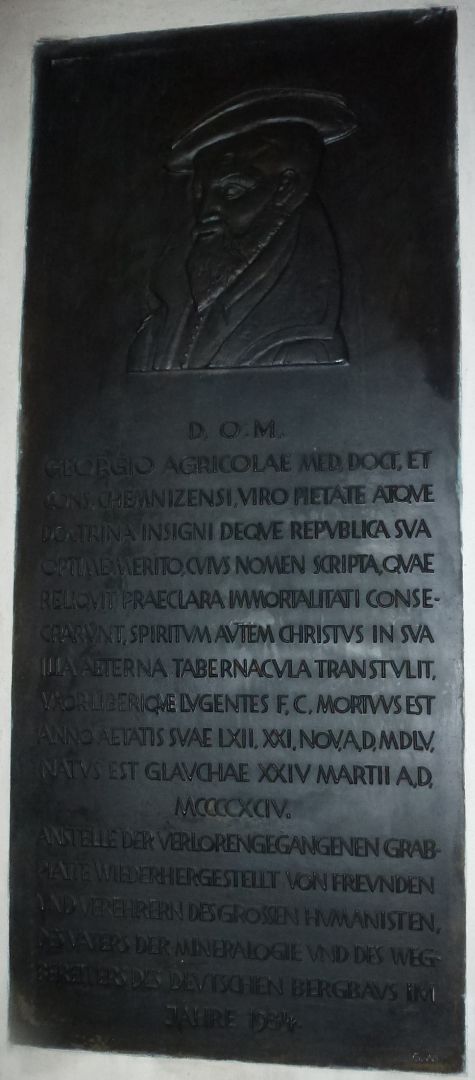 D. O. M.
GEORGIO AGRICOLAE MED, DOCT, ET
CONS. CHEMNIZENSI, VIRO PIETATE ATQVE
DOCTRINA INSIGNI DEQVE REPVBLICA SVA
OPTIME MERITO, CVIVS NOMEN SCRIPTA, QVAE
RELIQVIT PRAECLARA IMMORTALITATI CONSE-
CRARVNT, SPIRITVM AVTEM CHRISTVS IN SVA
ILLA AETERNA TABERNACVLA TRANSTVLIT,
VXOR LIBERIQVE LVGENTES F, C, MORTVVS EST
ANNO AETATIS SVAE LXII, XXI, NOV, A, D, MDLV,
NATVS EST GLAVCHAE XXIV MARTII A, D,
MCCCCXCIV.
ANSTELLE DER VERLORENGEGANGENEN GRAB-
PLATTE WIEDERHERGESTELLT VON FREVNDEN
VND VEREHRERN DES GROSSEN HVMANISTEN,
DES VATERS DER MINERALOGIE VND DES WEG-
BEREITERS DES DEVTSCHEN BERGBAVS IM
JAHRE 1934.